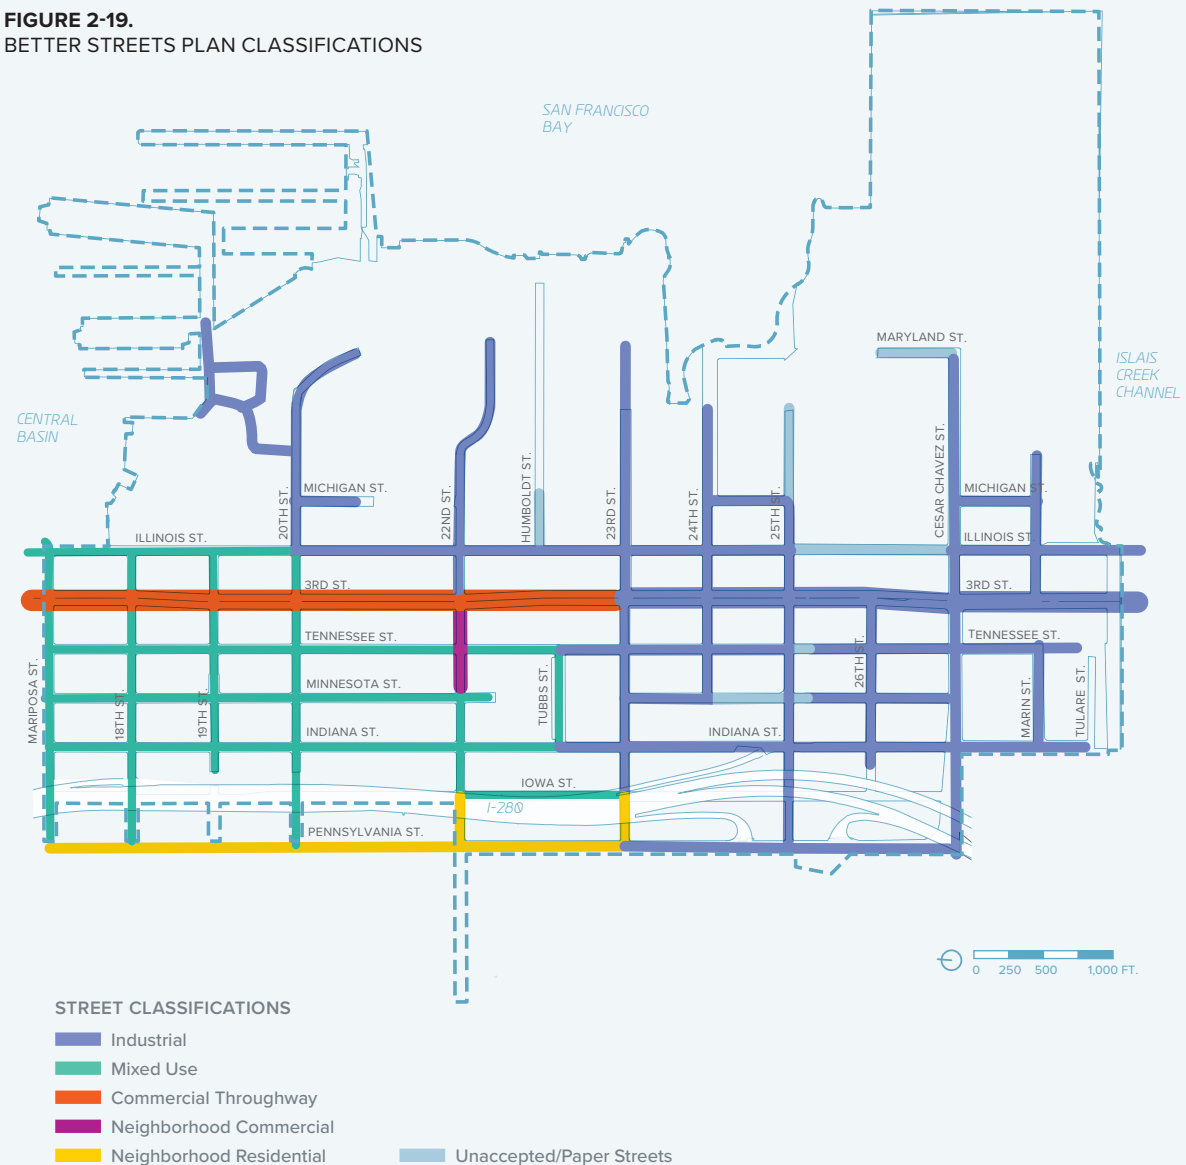 FIGURE 2-19.
BETTER STREETS PLAN CLASSIFICATIONS
SAN FRANCISCO
BAY
MARYLAND ST.
ISLAIS
CREEK
CHANNEL
CENTRAL
BASIN
20TH ST.
MICHIGAN ST.
22ND ST.
HUMBOLDT ST.
23RD ST.
24TH ST.
25TH ST.
CESAR CHAVEZ ST.
MICHIGAN ST.
ILLINOIS ST.
ILLINOIS ST
3RD ST.
3RD ST.
TENNESSEE ST.
TENNESSEE ST.
MARIPOSA ST.
18TH ST.
19TH ST.
MINNESOTA ST.
TUBBS ST.
26TH ST.
MARIN ST.
TULARE ST.
INDIANA ST.
INDIANA ST.
IOWA ST.
I-280
PENNSYLVANIA ST.
0 250 500 1,000 FT.
STREET CLASSIFICATIONS
Industrial
Mixed Use
Commercial Throughway
Neighborhood Commercial
Neighborhood Residential
Unaccepted/Paper Streets